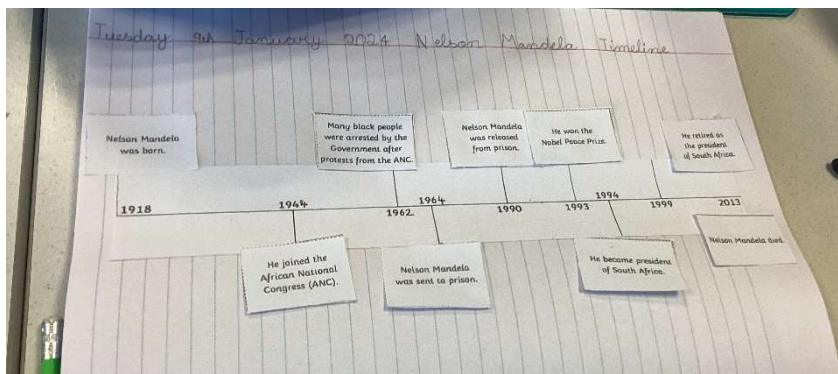 Tuesday 9th January 2024 Nelson Mandela Timeline
Nelson Mandela
was born.
Many black people
were arrested by the
Government after
protests from the ANC.
Nelson Mandela
was released
from prison.
He won the
Nobel Peace Prize.
He retired as
the president
of South Africa.
1918
1944
1962
1964
1990
1993
1994
1999
2013
He joined the
African National
Congress (ANC).
Nelson Mandela
was sent to prison.
He became president
of South Africa.
Nelson Mandela died.